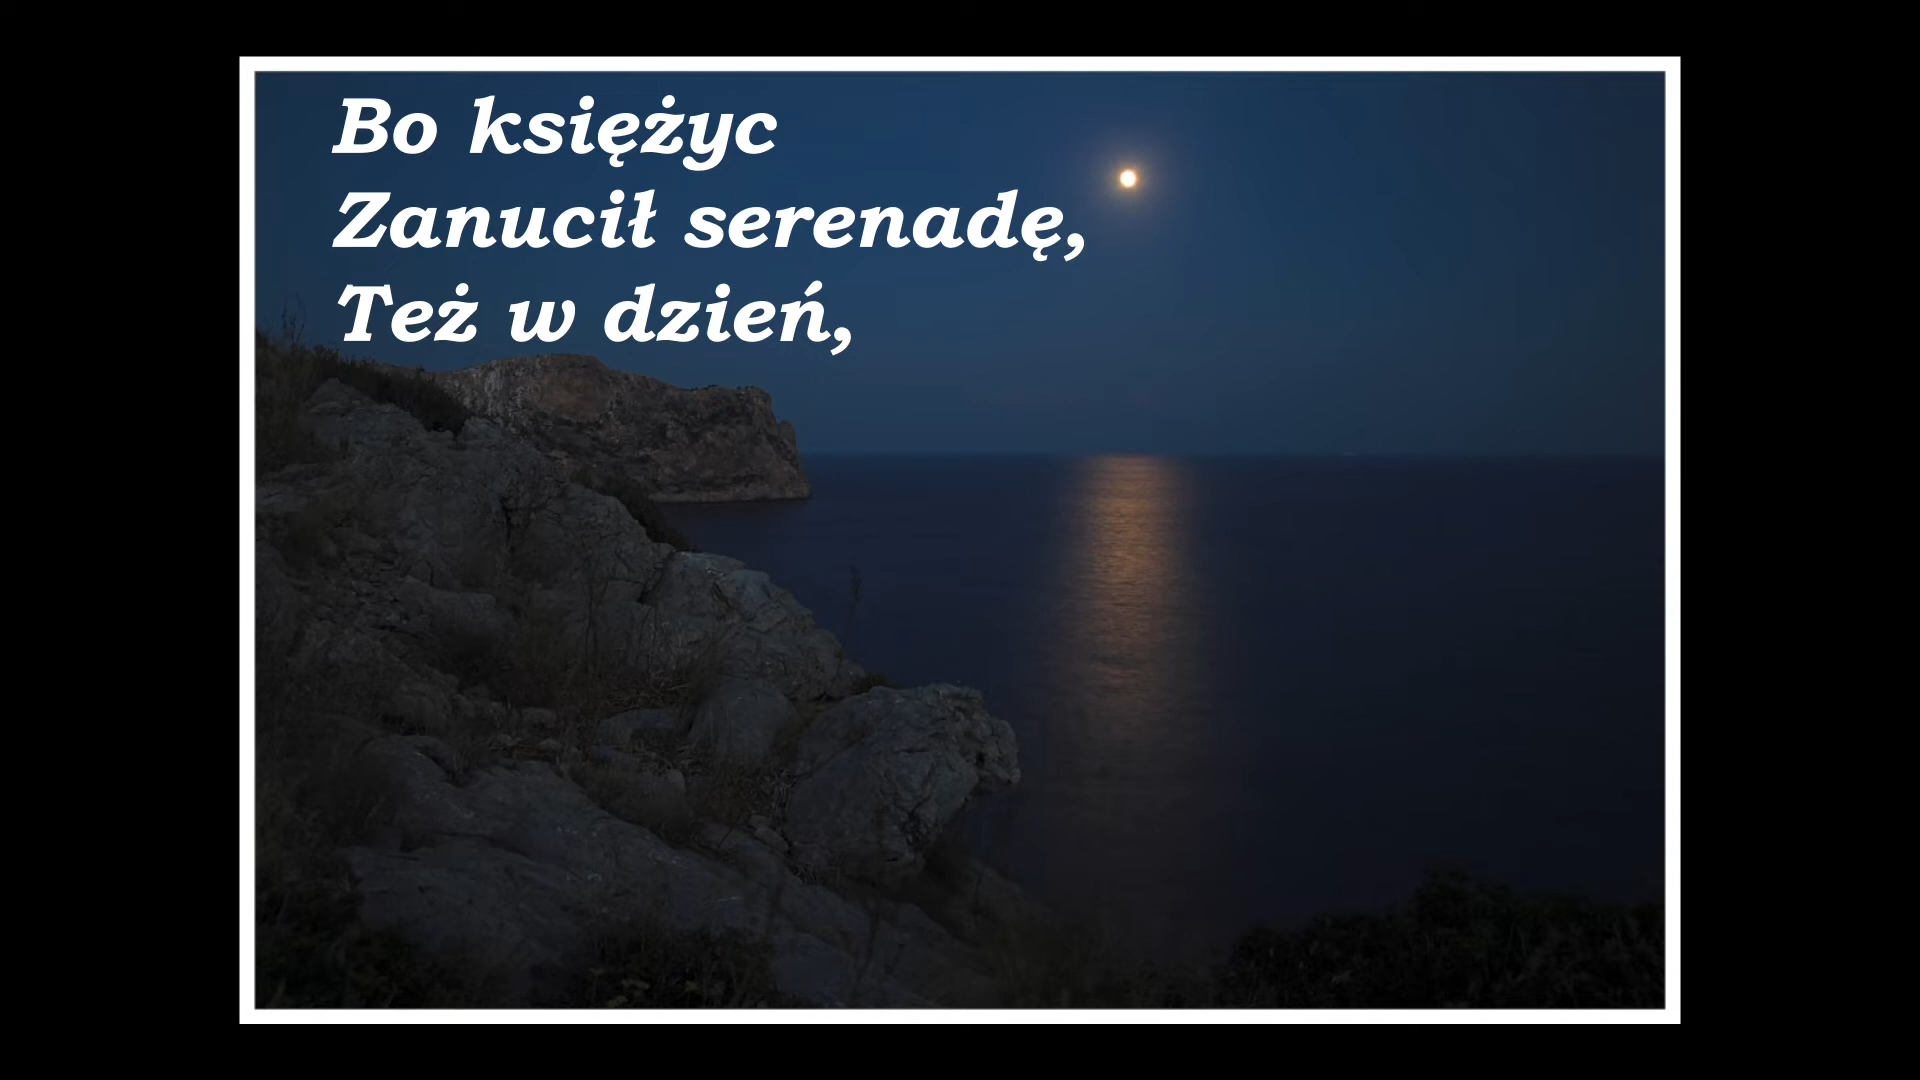 Bo księżyc
Zanucił serenadę,
Też w dzień,